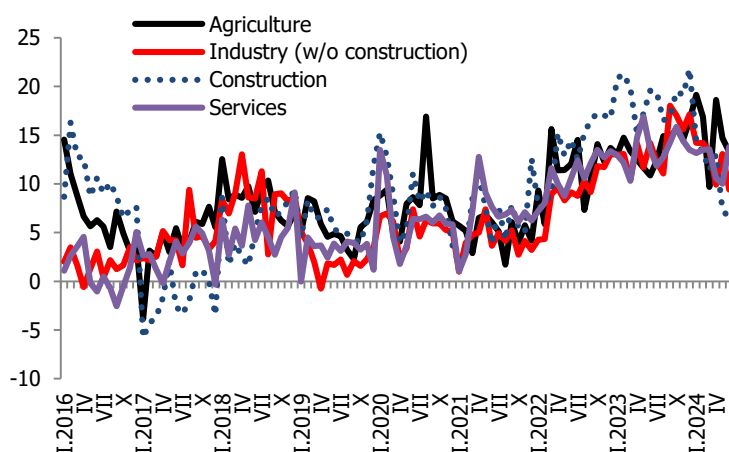 Agriculture
Industry (w/o construction)
Construction
Services
25
20
15
10
5
0
-5
-10
I.2016
IV
VII
X
I.2017
IV
VII
X
I.2018
IV
VII
X
I.2019
IV
VII
X
I.2020
IV
VII
X
I.2021
IV
VII
X
I.2022
IV
VII
X
I.2023
IV
VII
X
I.2024
IV